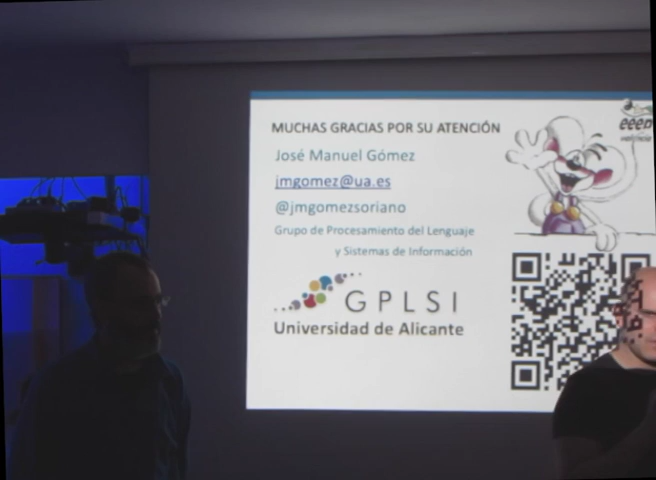 MUCHAS GRACIAS POR SU ATENCIÓN
José Manuel Gómez
jmgomez@ua.es
@jmgomezsoriano
Grupo de Procesamiento del Lenguaje
y Sistemas de Información
GPLSI
Universidad de Alicante